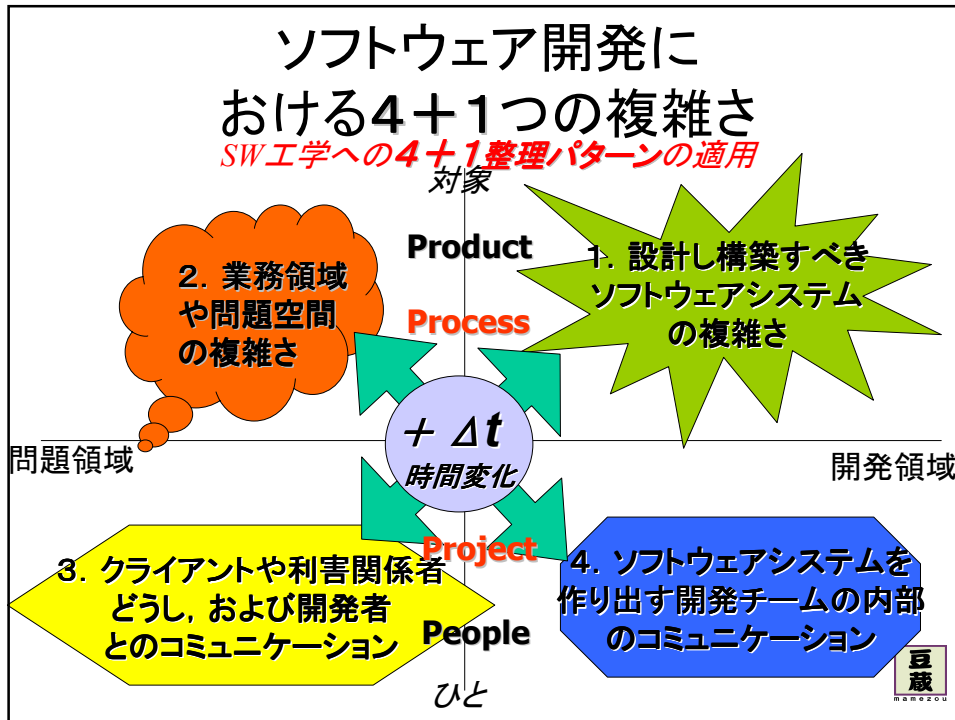 ソフトウェア開発に
おける４＋１つの複雑さ
SW工学への４＋１整理パターンの適用
対象
Product
Process
２．業務領域
や問題空間
の複雑さ
１．設計し構築すべき
ソフトウェアシステム
の複雑さ
＋Δt
時間変化
問題領域
開発領域
３．クライアントや利害関係者
どうし，および開発者
とのコミュニケーション
Project
People
４．ソフトウェアシステムを
作り出す開発チームの内部
のコミュニケーション
ひと
豆
蔵
mamezou